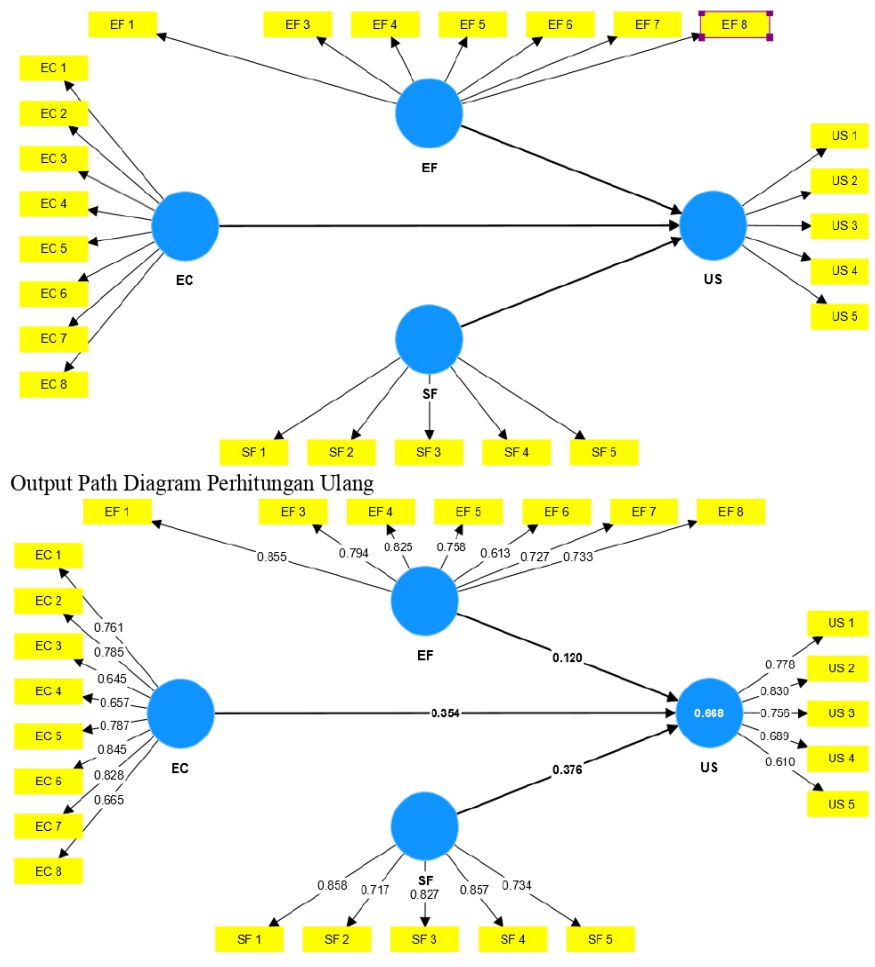 EF 1
EF 3
EF 4
EF 5
EF 6
EF 7
EF 8
EC 1
EC 2
EC 3
EC 4
EC 5
EC 6
EC 7
EC 8
EF
EC
SF
US
US 1
US 2
US 3
US 4
US 5
SF 1
SF 2
SF 3
SF 4
SF 5
Output Path Diagram Perhitungan Ulang
EF 1
EF 3
EF 4
EF 5
EF 6
EF 7
EF 8
0.855
0.794
0.825
0.758
0.613
0.727
0.733
EC 1
EC 2
EC 3
EC 4
EC 5
EC 6
EC 7
EC 8
0.761
0.785
0.645
0.657
0.787
0.845
0.828
0.665
EF
EC
SF
US
0.120
0.354
0.376
0.668
0.778
0.830
0.756
0.689
0.610
US 1
US 2
US 3
US 4
US 5
0.858
0.717
0.827
0.857
0.734
SF 1
SF 2
SF 3
SF 4
SF 5